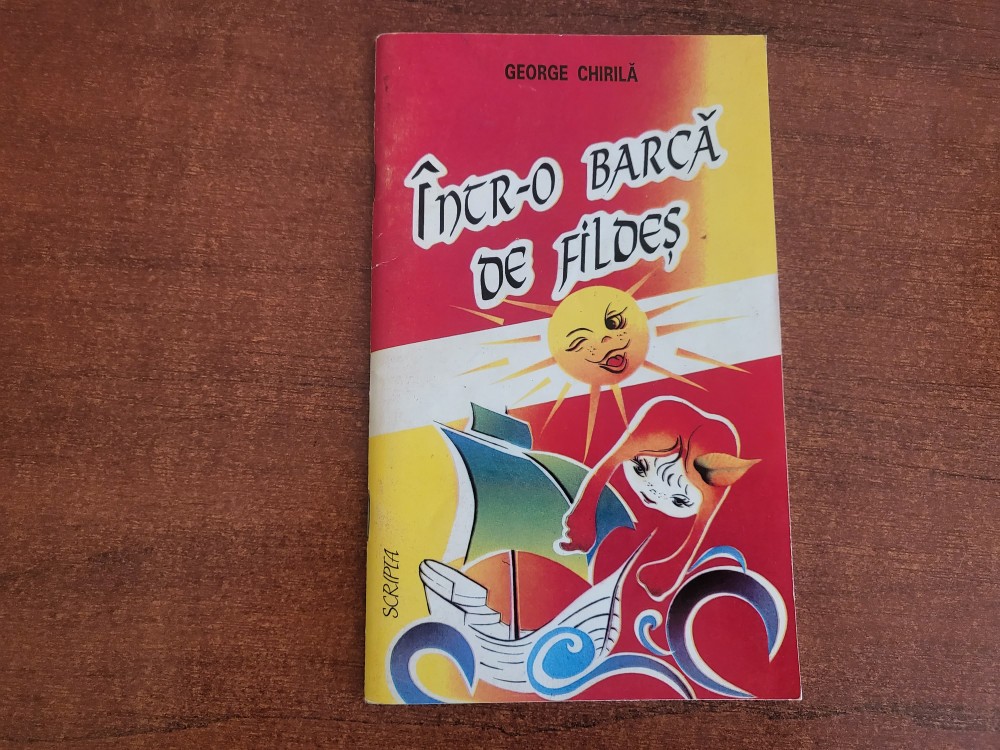 GEORGE CHIRILĂ
ÎNTR-O BARCĂ
DE FILDEȘ
SCRIPTA